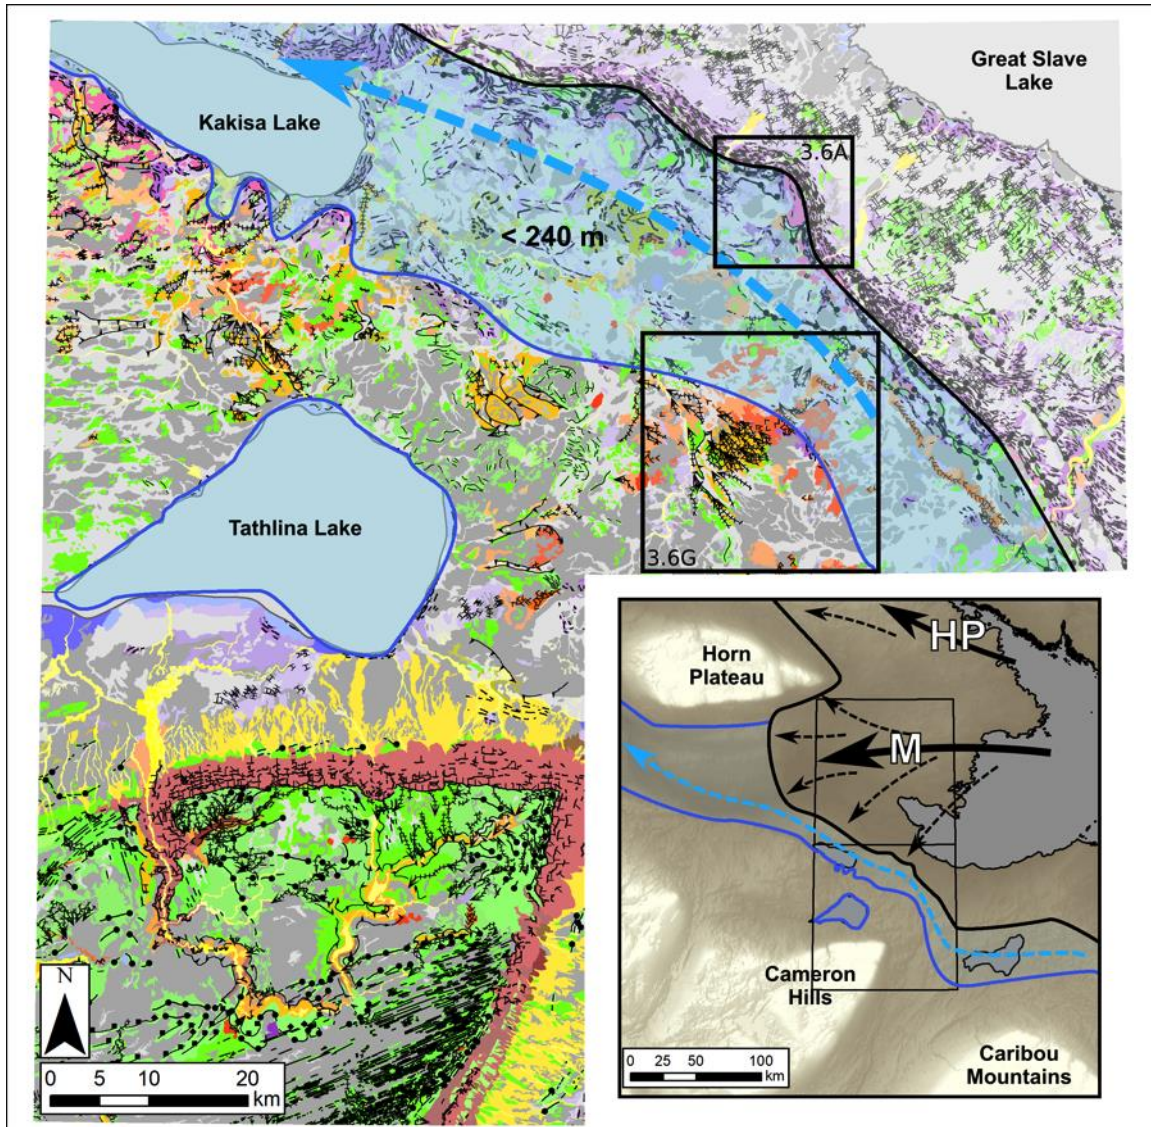 Great Slave
Lake
Kakisa Lake
3.6A
< 240 m
Tathlina Lake
3.6G
HP
Horn
Plateau
M
Cameron
Hills
N
0 5 10 20
km
0 25 50 100
km
Caribou
Mountains